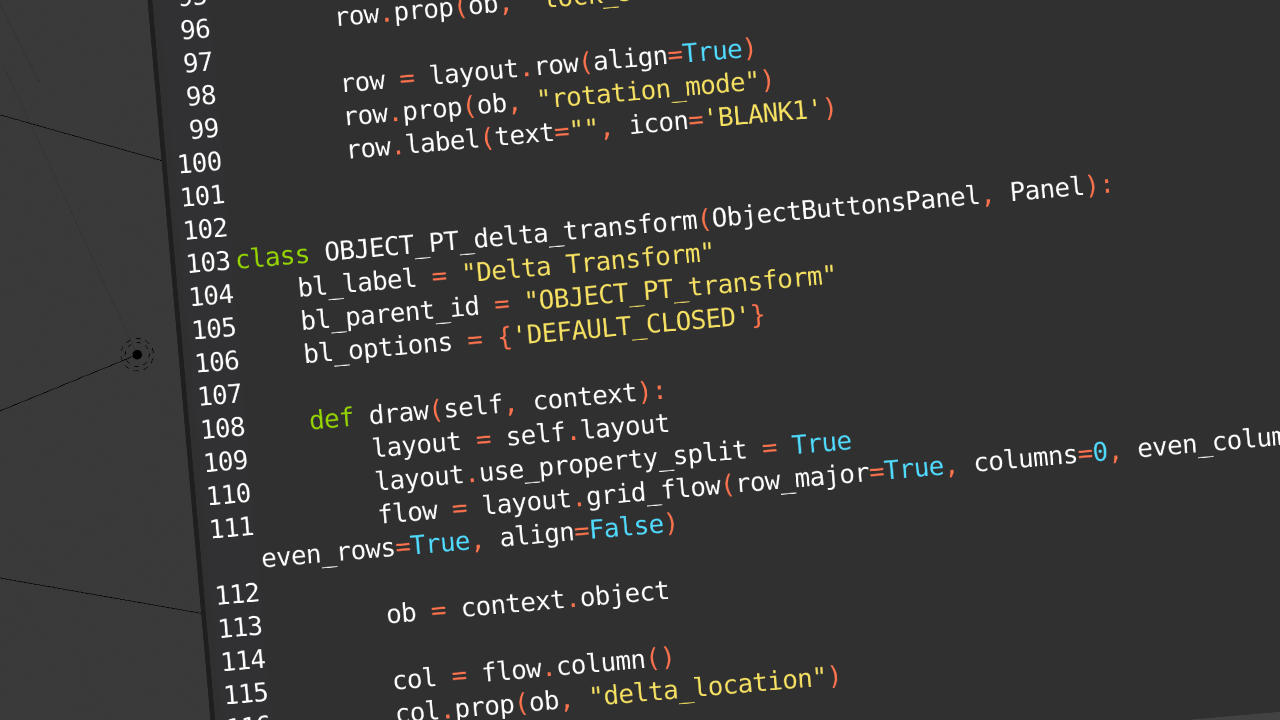 96 row.prop(ob,
97
98 row = layout.row(align=True)
99 row.prop(ob, "rotation_mode")
100 row.label(text="", icon='BLANK1')
101
102
103 class OBJECT_PT_delta_transform(ObjectButtonsPanel, Panel):
104 bl_label = "Delta Transform"
105 bl_parent_id = "OBJECT_PT_transform"
106 bl_options = {'DEFAULT_CLOSED'}
107
108 def draw(self, context):
109 layout = self.layout
110 layout.use_property_split = True
111 flow = layout.grid_flow(row_major=True, columns=0,
even_rows=True, align=False)
112
113 ob = context.object
114
115 col = flow.column()
col.prop(ob, "delta_location")